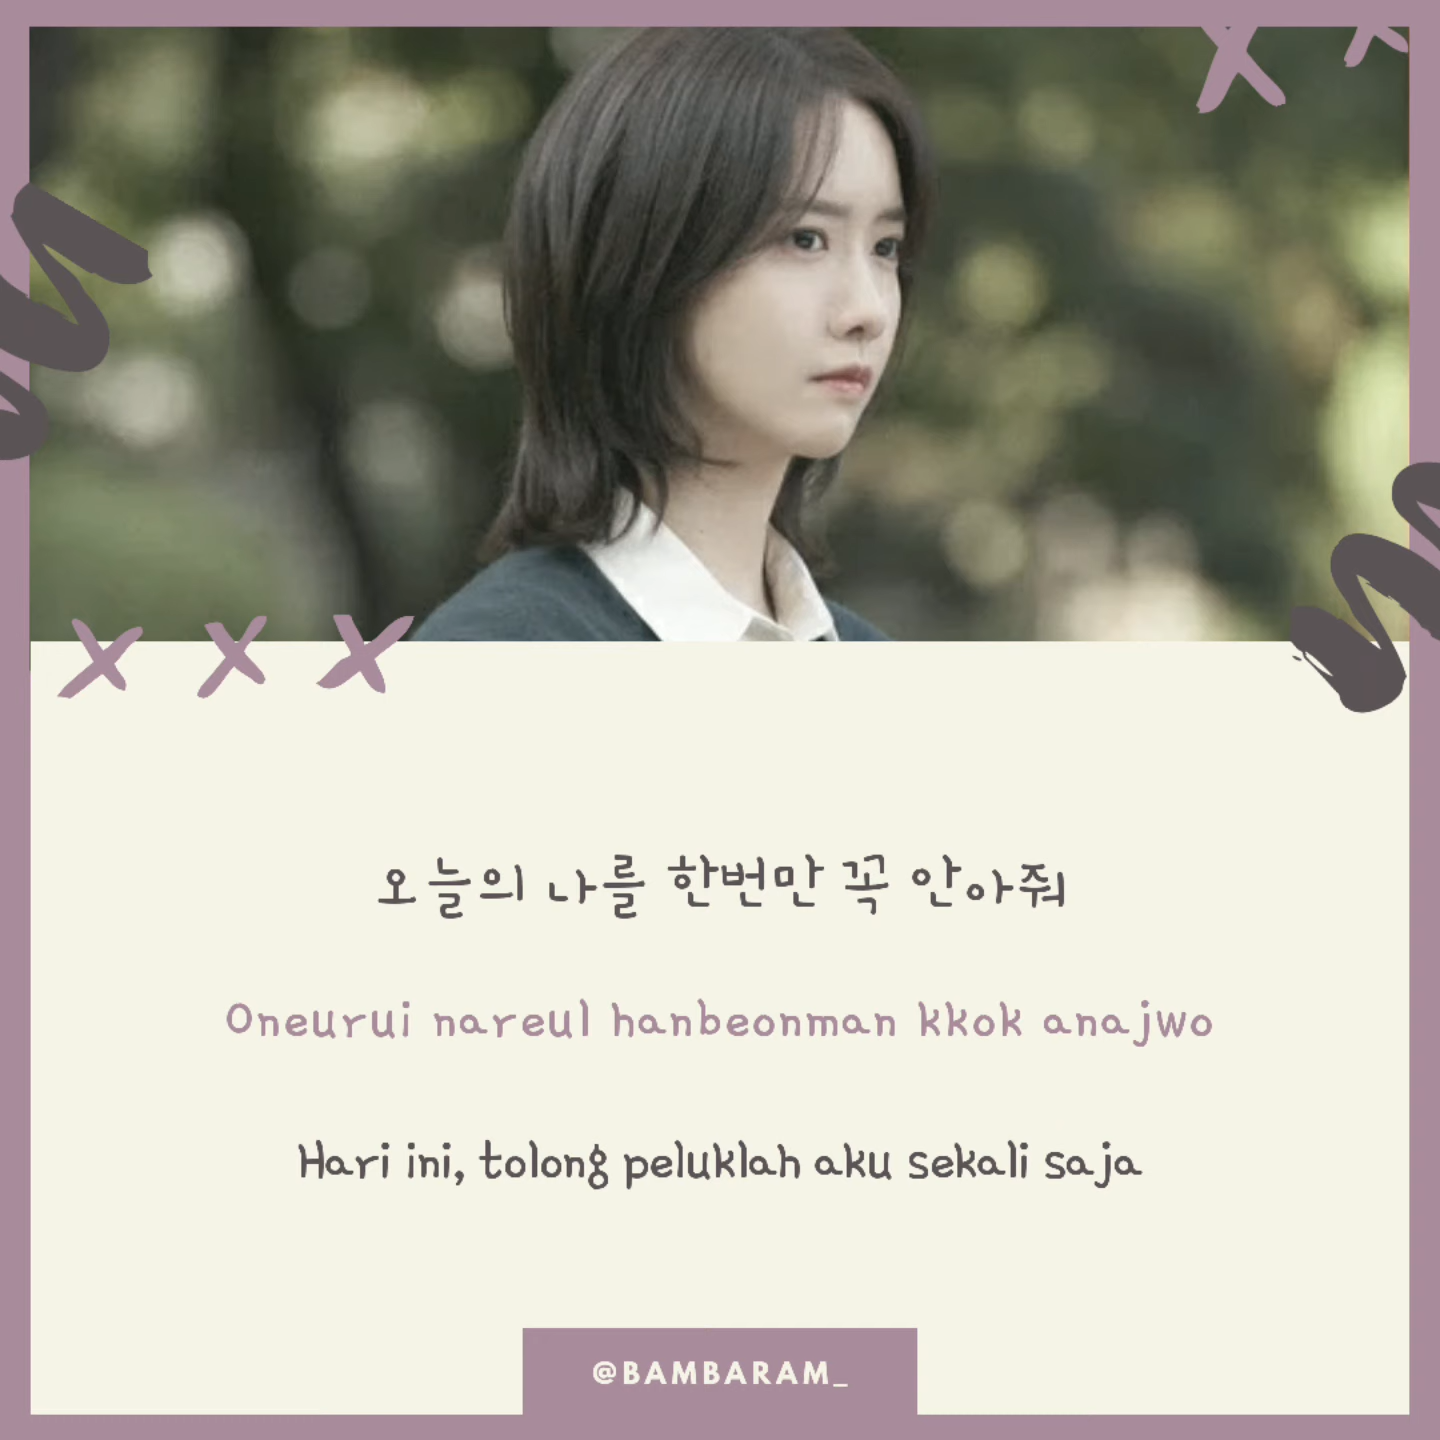 오늘의 나를 한번만 꼭 안아줘
Oneurui nareul hanbeonman kkok anajwo
Hari ini, tolong peluklah aku sekali saja
@BAMBARAM_